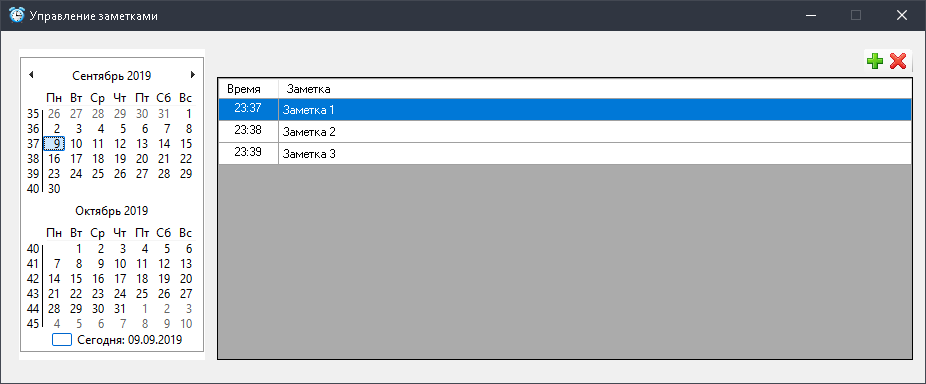 Управление заметками
Сентябрь 2019
Пн Вт Ср Чт Пт Сб Вс
35 26 27 28 29 30 31 1
36 2 3 4 5 6 7 8
37 9 10 11 12 13 14 15
38 16 17 18 19 20 21 22
39 23 24 25 26 27 28 29
40 30
Октябрь 2019
Пн Вт Ср Чт Пт Сб Вс
40 1 2 3 4 5 6
41 7 8 9 10 11 12 13
42 14 15 16 17 18 19 20
43 21 22 23 24 25 26 27
44 28 29 30 31 1 2 3
45 4 5 6 7 8 9 10
Сегодня: 09.09.2019
Время Заметка
23:37 Заметка 1
23:38 Заметка 2
23:39 Заметка 3